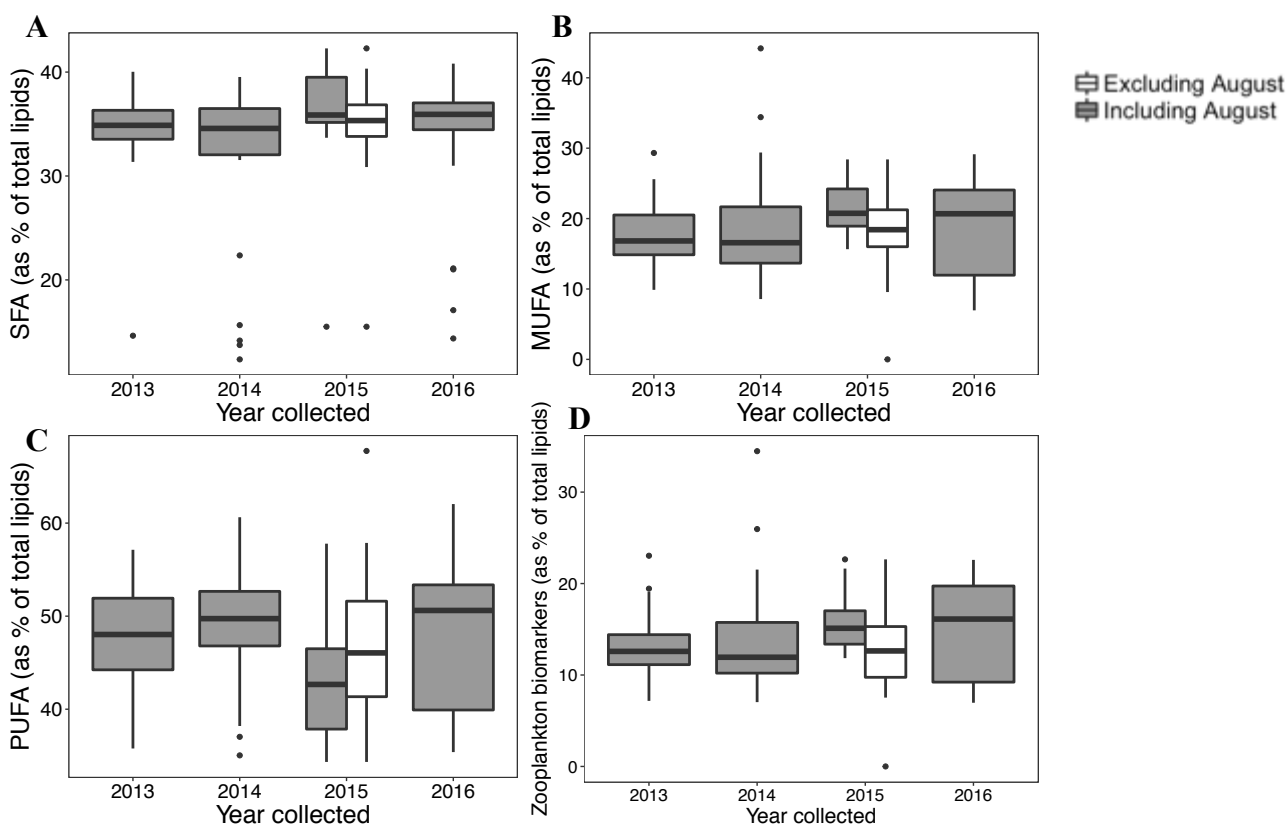 A
SFA (as % of total lipids)
40
30
20
2013
2014
2015
2016
Year collected
B
MUFA (as % of total lipids)
40
30
20
10
0
2013
2014
2015
2016
Year collected
Excluding August
Including August
C
PUFA (as % of total lipids)
60
50
40
2013
2014
2015
2016
Year collected
D
Zooplankton biomarkers (as % of total lipids)
30
20
10
0
2013
2014
2015
2016
Year collected